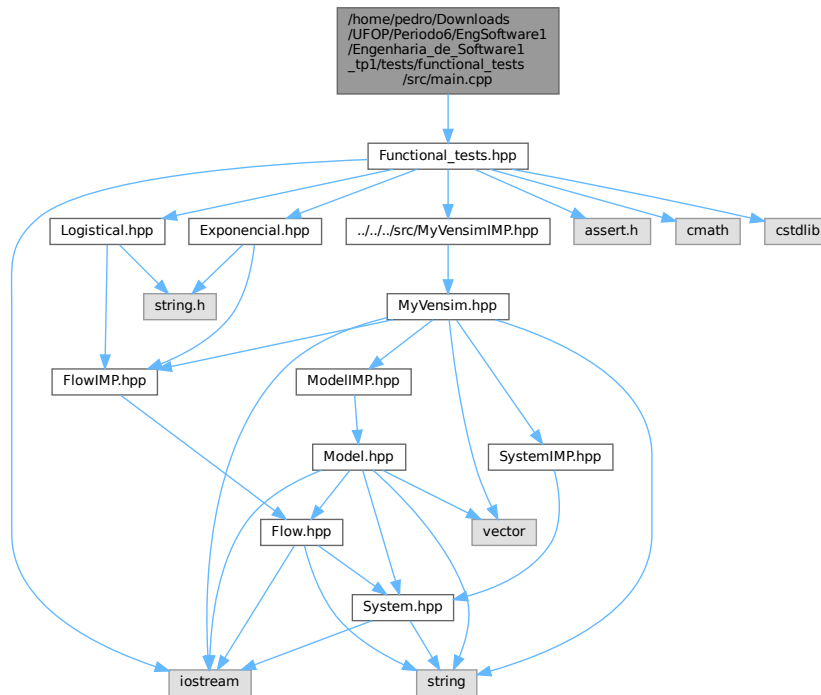 /home/pedro/Downloads
/UFOP/Periodo6/EngSoftware1
/Engenharia_de_Software1
_tp1/tests/functional_tests
/src/main.cpp
Functional_tests.hpp
Logistical.hpp
Exponencial.hpp
../../../src/MyVensimIMP.hpp
assert.h
cmath
cstdlib
string.h
MyVensim.hpp
FlowIMP.hpp
ModelIMP.hpp
Model.hpp
SystemIMP.hpp
Flow.hpp
vector
System.hpp
iostream
string